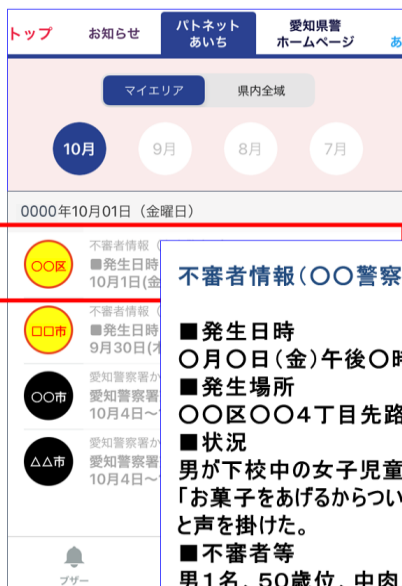 トップ
お知らせ
パトネット
あいち
愛知県警
ホームページ
あ
マイエリア
県内全域
10月
9月
8月
7月
0000年10月01日（金曜日）
〇〇区
不審者情報（
■発生日時
10月1日(金
□□市
不審者情報（
■発生日時
9月30日(木
〇〇市
愛知警察署か
愛知警察署
10月4日～
△△市
愛知警察署か
愛知警察署
10月4日～
ブザー
不審者情報（〇〇警察
■発生日時
〇月〇日（金）午後〇時
■発生場所
〇〇区〇〇４丁目先路
■状況
男が下校中の女子児童
「お菓子をあげるからつい
と声を掛けた。
■不審者等
男１名、５０歳位、中肉